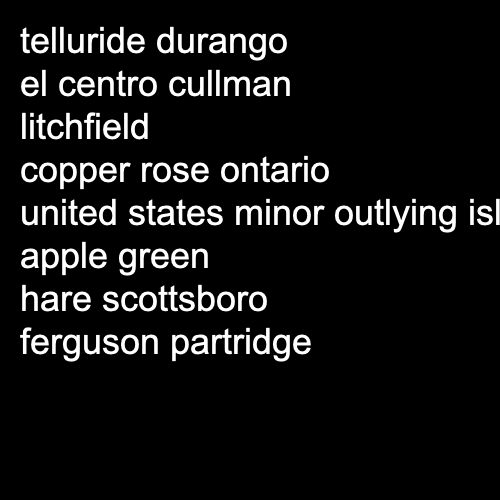 telluride durango
el centro cullman
litchfield
copper rose ontario
united states minor outlying
apple green
hare scottsboro
ferguson partridge